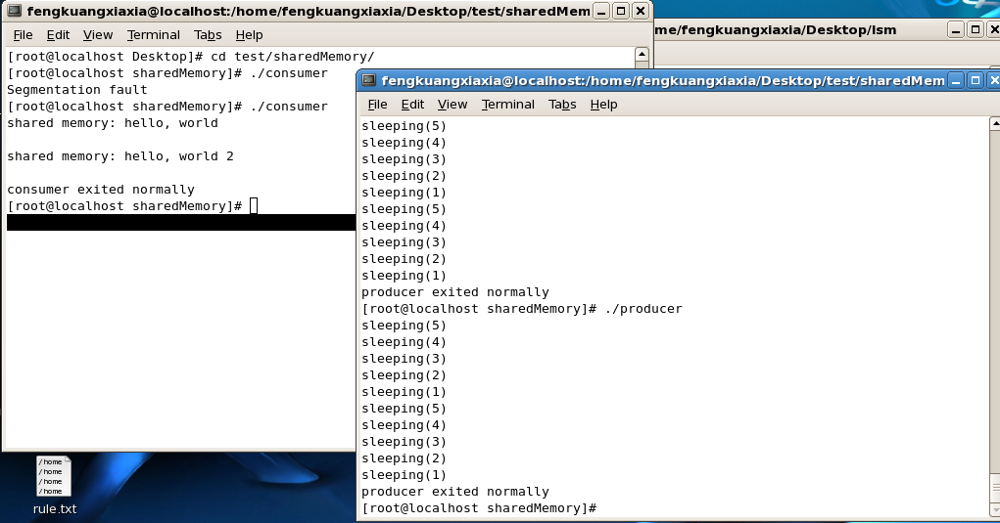 fengkuangxiaxia@localhost:/home/fengkuangxiaxia/Desktop/test/sharedMem
File Edit View Terminal Tabs Help
[root@localhost Desktop]# cd test/sharedMemory/
[root@localhost sharedMemory]# ./consumer
Segmentation fault
[root@localhost sharedMemory]# ./consumer
shared memory: hello, world
shared memory: hello, world 2
consumer exited normally
[root@localhost sharedMemory]#
me/fengkuangxiaxia/Desktop/lsm
fengkuangxiaxia@localhost:/home/fengkuangxiaxia/Desktop/test/sharedMem
File Edit View Terminal Tabs Help
sleeping(5)
sleeping(4)
sleeping(3)
sleeping(2)
sleeping(1)
sleeping(5)
sleeping(4)
sleeping(3)
sleeping(2)
sleeping(1)
producer exited normally
[root@localhost sharedMemory]# ./producer
sleeping(5)
sleeping(4)
sleeping(3)
sleeping(2)
sleeping(1)
sleeping(5)
sleeping(4)
sleeping(3)
sleeping(2)
sleeping(1)
producer exited normally
[root@localhost sharedMemory]#
/home
/home
/home
/home
rule.txt